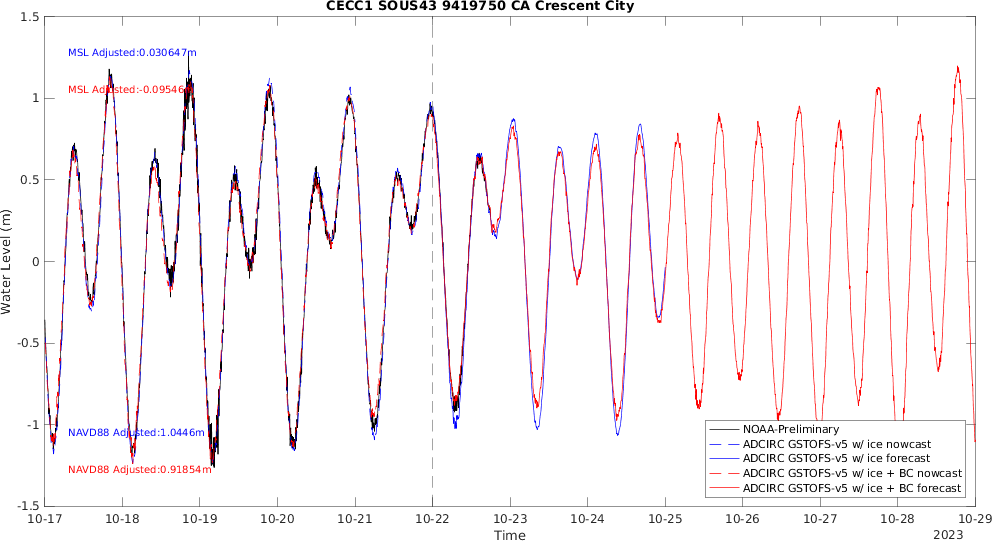 CECC1 SOUS43 9419750 CA Crescent City
1.5
1
0.5
0
-0.5
-1
-1.5
Water Level (m)
MSL Adjusted:0.030647m
MSL Adjusted:-0.09546
NAVD88 Adjusted:1.0446m
NAVD88 Adjusted:0.91854m
NOAA-Preliminary
ADCIRC GSTOFS-v5 w/ ice nowcast
ADCIRC GSTOFS-v5 w/ ice forecast
ADCIRC GSTOFS-v5 w/ ice + BC nowcast
ADCIRC GSTOFS-v5 w/ ice + BC forecast
10-17 10-18 10-19 10-20 10-21 10-22 10-23 10-24 10-25 10-26 10-27 10-28 10-29
Time
2023